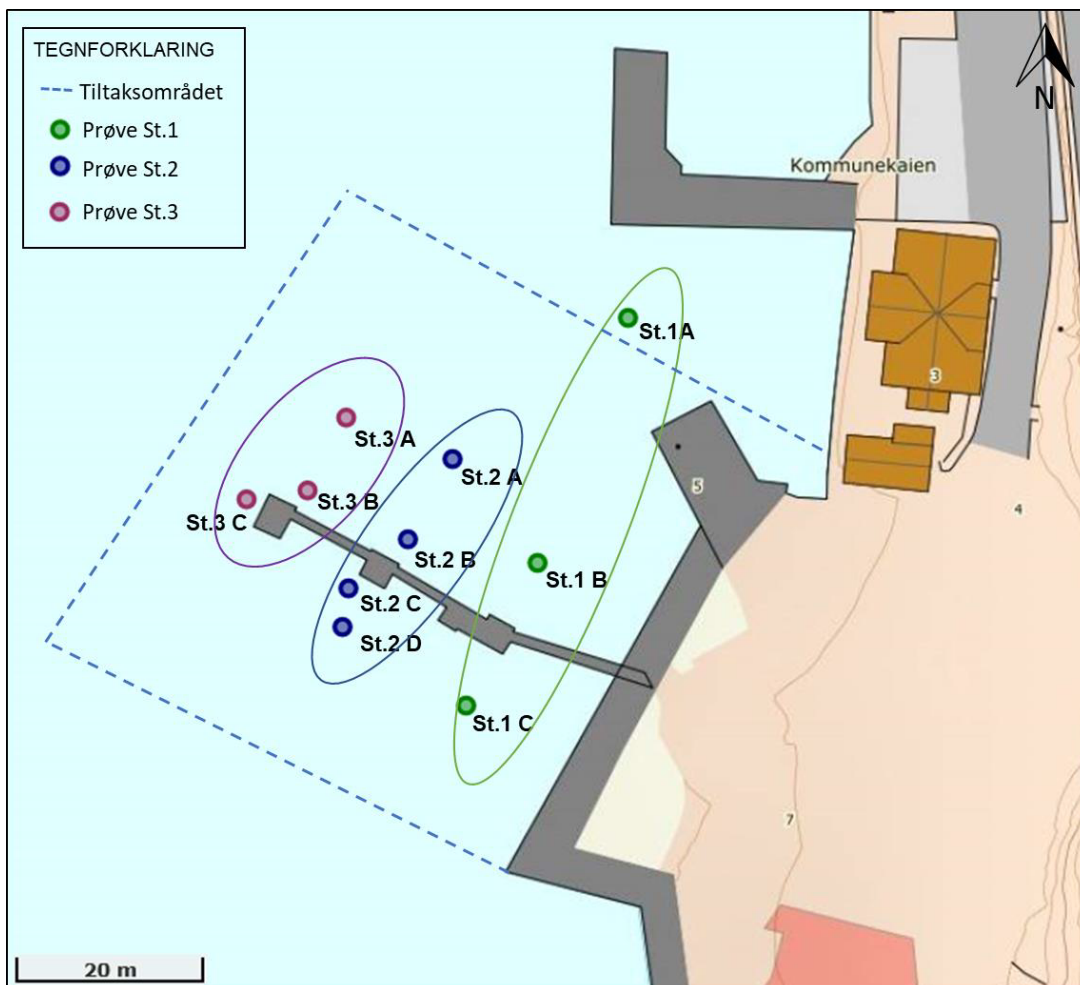 TEGNFORKLARING
Tiltaksområdet
Prøve St.1
Prøve St.2
Prøve St.3
N
Kommunekaien
St.1A
3
St.3 A
St.2 A
5
St.3 B
St.3 C
4
St.2 B
St.1 B
St.2 C
St.2 D
St.1 C
7
20 m